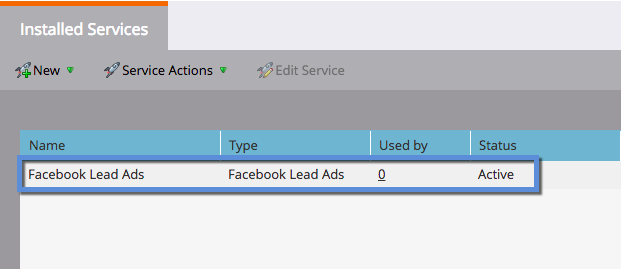 Installed Services
New Service Actions Edit Service
Name Type Used by Status
Facebook Lead Ads Facebook Lead Ads 0 Active